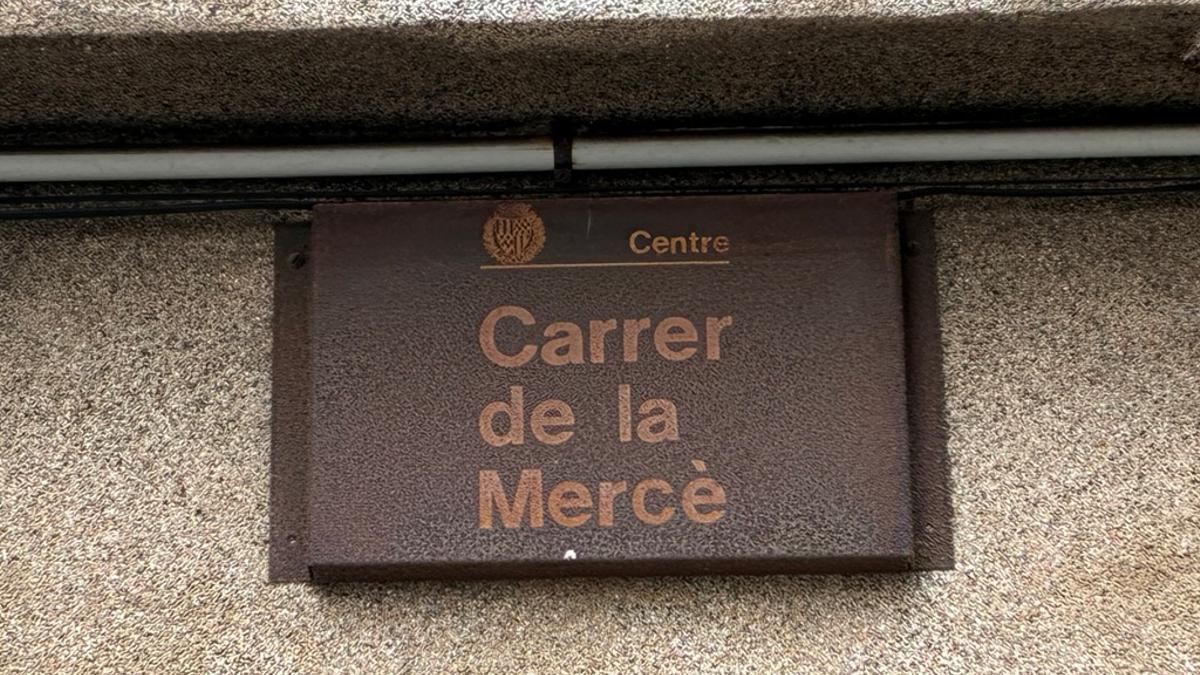 Centre
Carrer
de la
Mercè